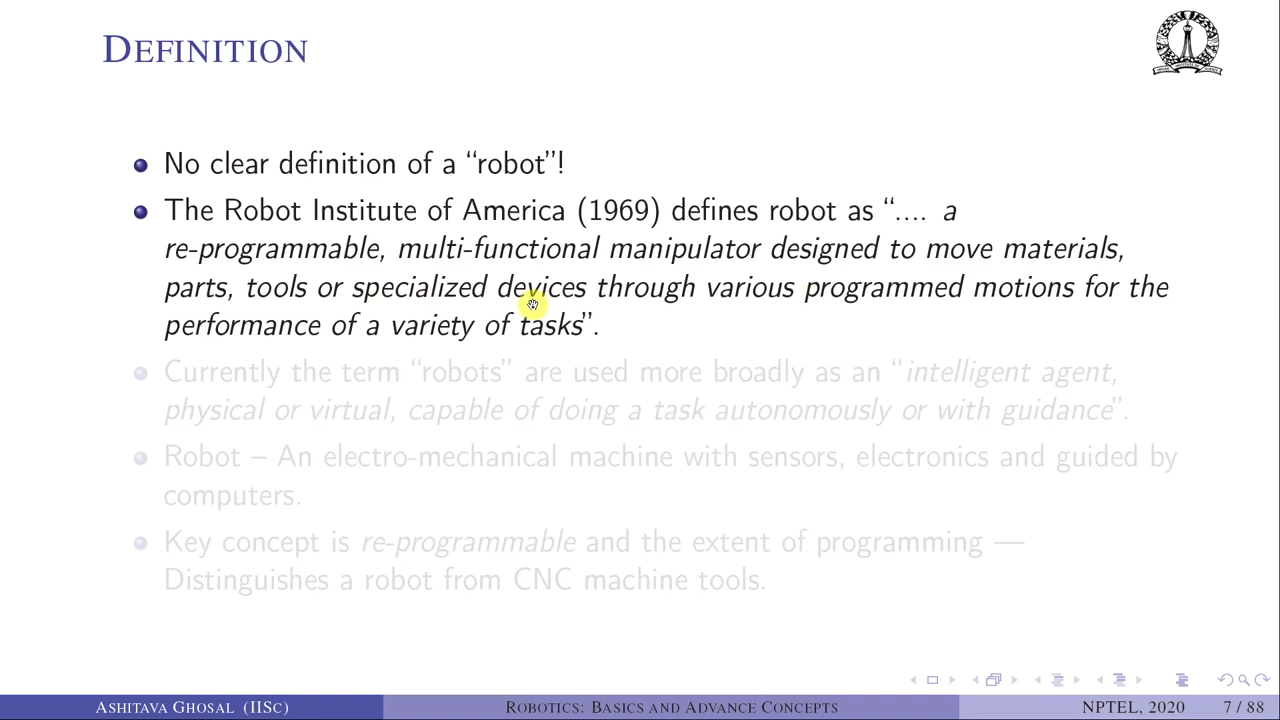 DEFINITION
No clear definition of a “robot”!
The Robot Institute of America (1969) defines robot as “.... a
re-programmable, multi-functional manipulator designed to move materials,
parts, tools or specialized devices through various programmed motions for the
performance of a variety of tasks”.
Currently the term “robots” are used more broadly as an “intelligent agent,
physical or virtual, capable of doing a task autonomously or with guidance”.
Robot – An electro-mechanical machine with sensors, electronics and guided by
computers.
Key concept is re-programmable and the extent of programming —
Distinguishes a robot from CNC machine tools.
ASHITAVA GHOSAL (IISC) ROBOTICS: BASICS AND ADVANCE CONCEPTS NPTEL, 2020 7 / 88